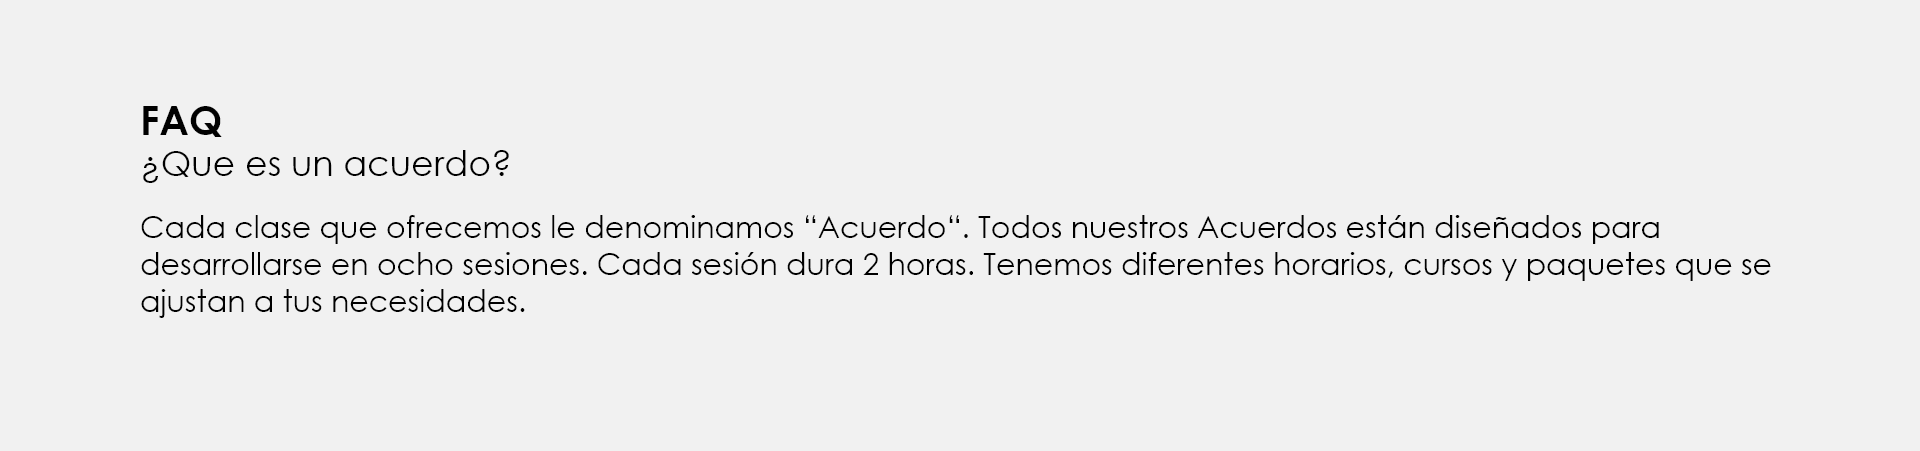 FAQ
¿Que es un acuerdo?
Cada clase que ofrecemos le denominamos “Acuerdo“. Todos nuestros Acuerdos están diseñados para
desarrollarse en ocho sesiones. Cada sesión dura 2 horas. Tenemos diferentes horarios, cursos y paquetes que se
ajustan a tus necesidades.